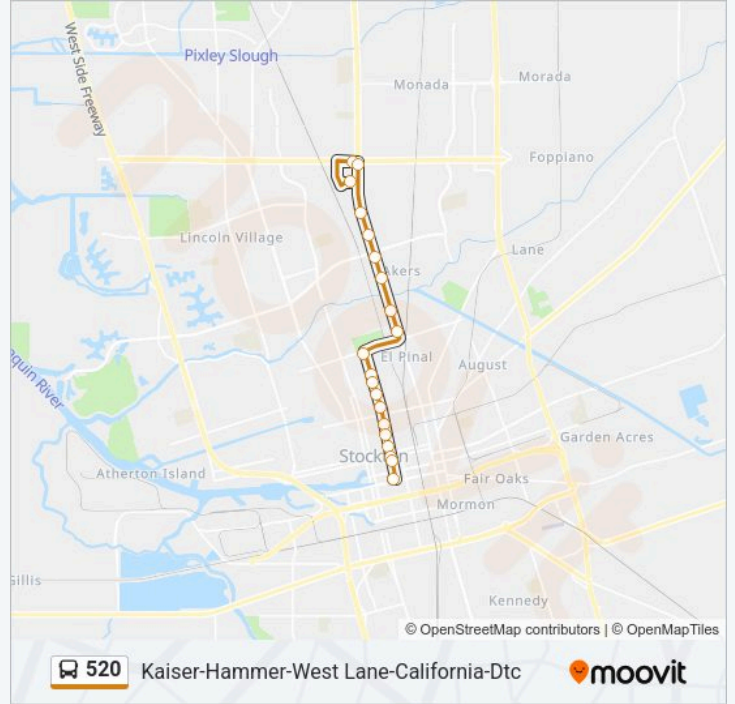 West Side Freeway
Pixley Slough
Monada
Morada
Foppiano
Lincoln Village
Lane
Akers
El Pinal
August
quin River
Garden Acres
Stockton
Atherton Island
Fair Oaks
Mormon
Gillis
Kennedy
© OpenStreetMap contributors | © OpenMapTiles
520 Kaiser-Hammer-West Lane-California-Dtc
moovit